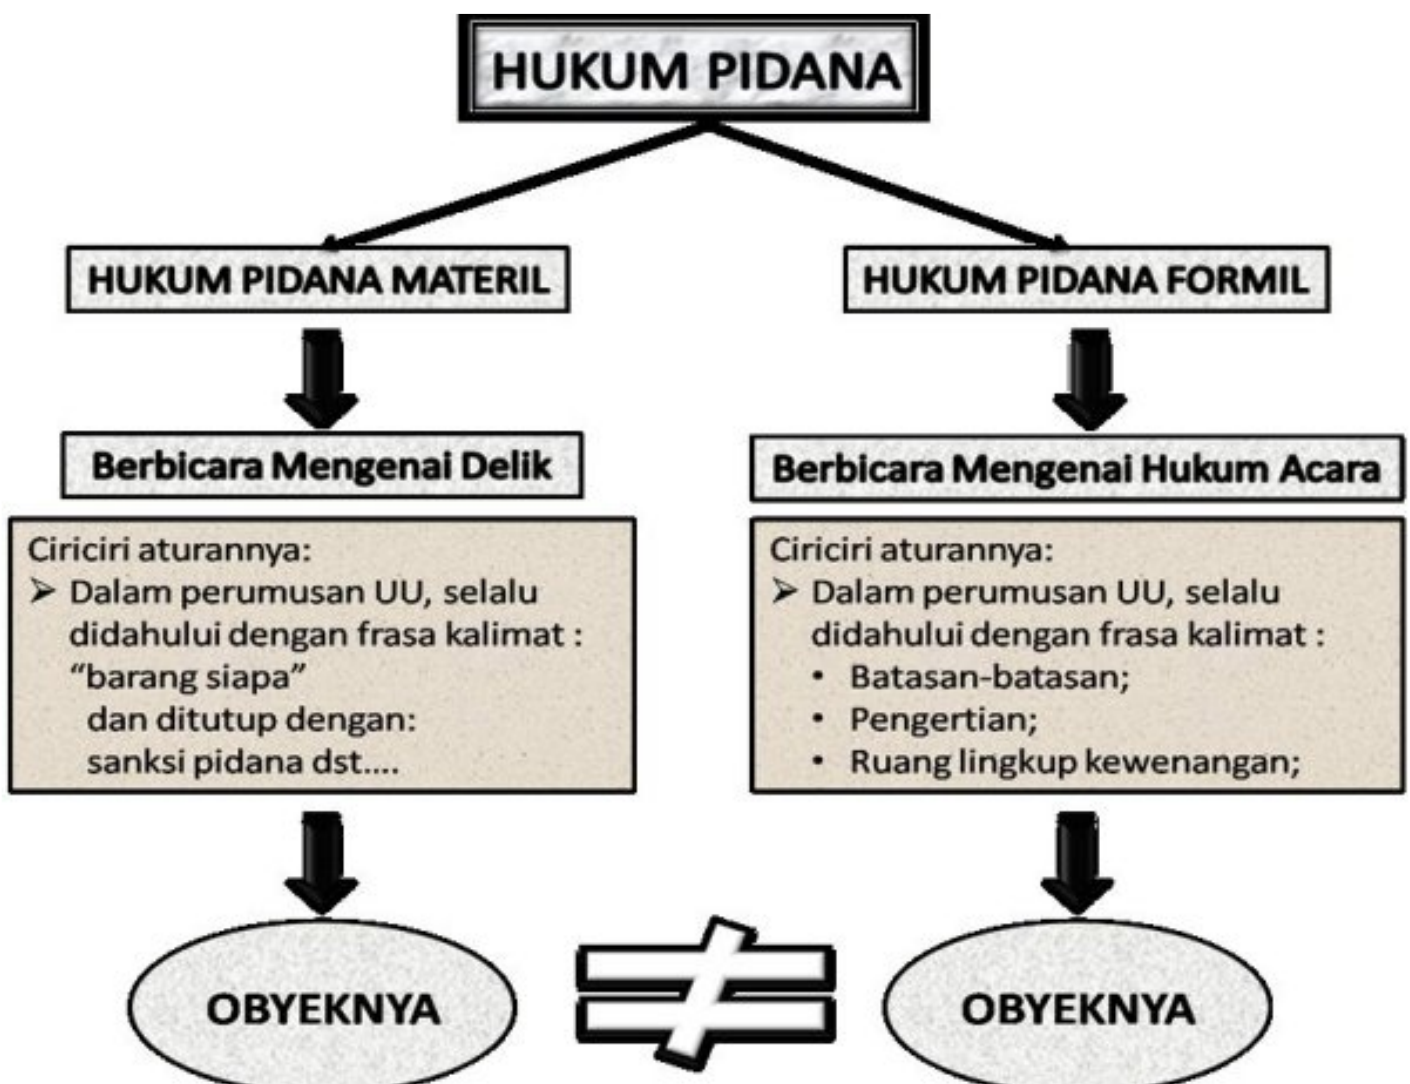 HUKUM PIDANA
HUKUM PIDANA MATERIL
Berbicara Mengenai Delik
Ciriciri aturannya:
➢ Dalam perumusan UU, selalu
didahului dengan frasa kalimat :
“barang siapa”
dan ditutup dengan:
sanksi pidana dst....
OBYEKNYA
≠
HUKUM PIDANA FORMIL
Berbicara Mengenai Hukum Acara
Ciriciri aturannya:
➢ Dalam perumusan UU, selalu
didahului dengan frasa kalimat :
• Batasan-batasan;
• Pengertian;
• Ruang lingkup kewenangan;
OBYEKNYA